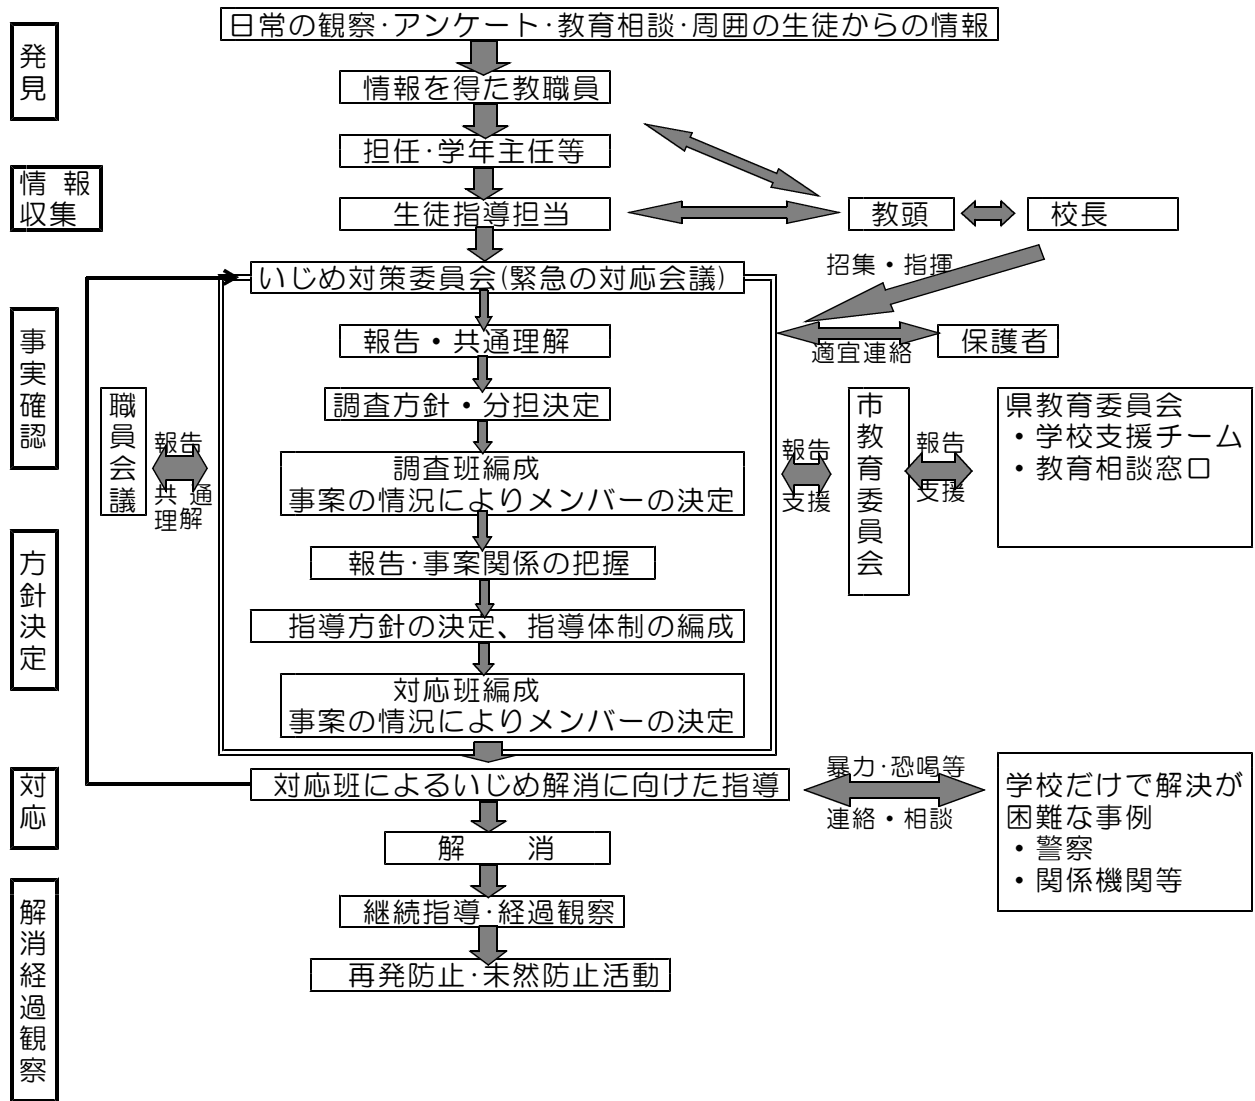 日常の観察・アンケート・教育相談・周囲の生徒からの情報
発見
情報を得た教職員
担任・学年主任等
情 報
収集
生徒指導担当
教頭
校長
招集・指揮
いじめ対策委員会(緊急の対応会議)
事実確認
報告・共通理解
適宜連絡
保護者
調査方針・分担決定
職員会議
報告
共 通
理解
調査班編成
事案の情況によりメンバーの決定
報告
支援
市教育委員会
報告
支援
県教育委員会
・学校支援チーム
・教育相談窓口
方針決定
報告・事案関係の把握
指導方針の決定、指導体制の編成
対応班編成
事案の情況によりメンバーの決定
対応
対応班によるいじめ解消に向けた指導
暴力・恐喝等
連絡・相談
学校だけで解決が
困難な事例
・警察
・関係機関等
解 消
解消経過観察
継続指導・経過観察
再発防止・未然防止活動